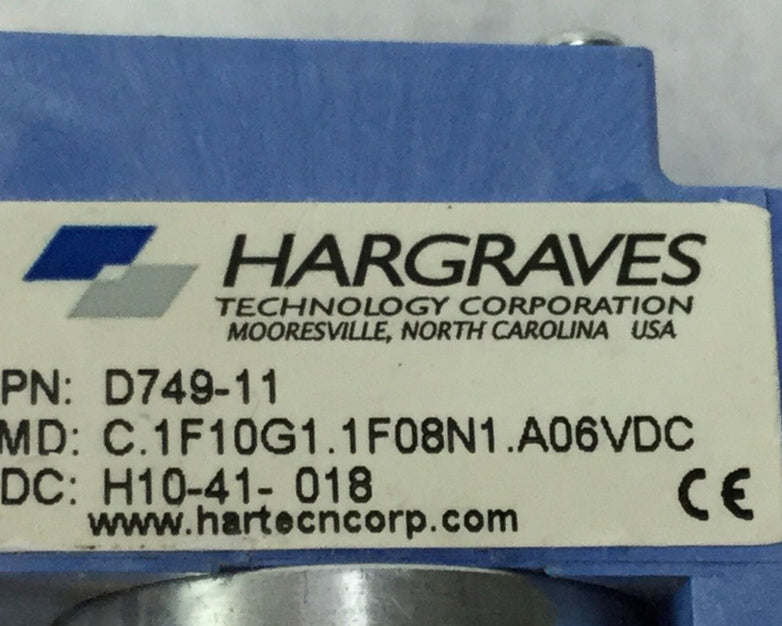 HARGRAVES
TECHNOLOGY CORPORATION
MOORESVILLE, NORTH CAROLINA USA
PN: D749-11
MD: C.1F10G1.1F08N1.A06VDC
DC: H10-41- 018
www.hartecncorp.com
CE